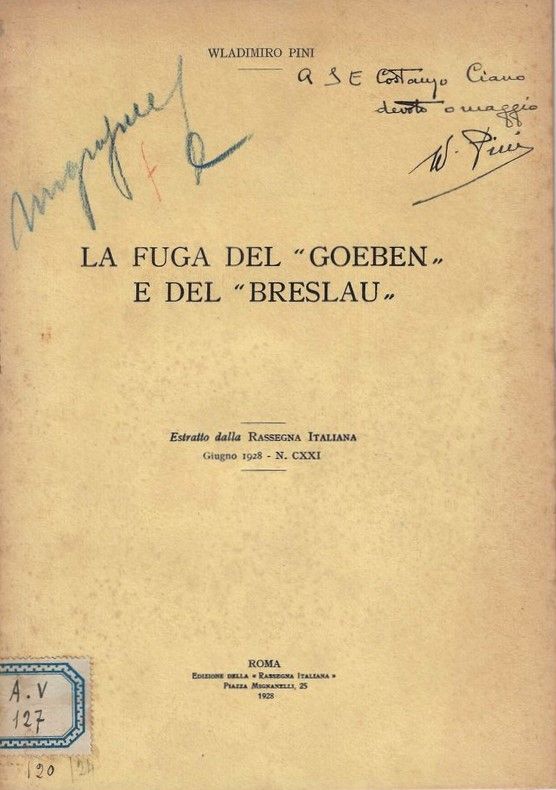 WLADIMIRO PINI
A S E Costanzo Ciano
devoto omaggio
W. Pini
LA FUGA DEL “GOEBEN„
E DEL “BRESLAU„
Estratto dalla RASSEGNA ITALIANA
Giugno 1928 - N. CXXI
ROMA
EDIZIONE DELLA « RASSEGNA ITALIANA »
PIAZZA MIGNANELLI, 25
1928
A. V
127
120